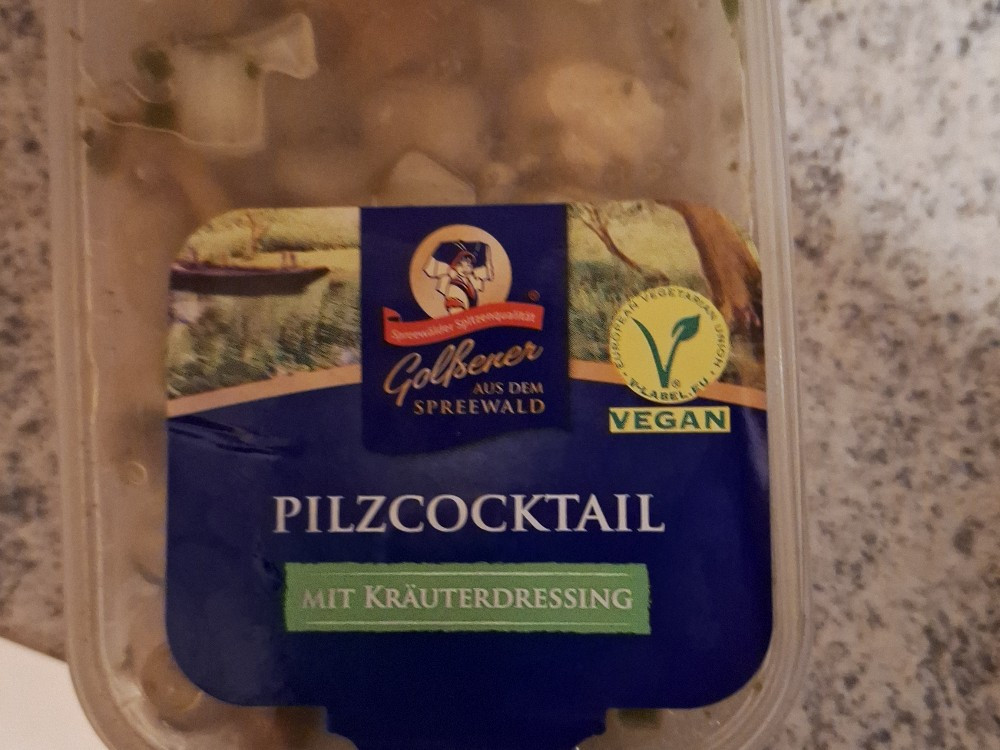 Spreewälder Spitzenqualität
Golßener
AUS DEM
SPREEWALD
EUROPEAN VEGETARIAN UNION
V-LABEL.EU
VEGAN
PILZCOCKTAIL
MIT KRÄUTERDRESSING